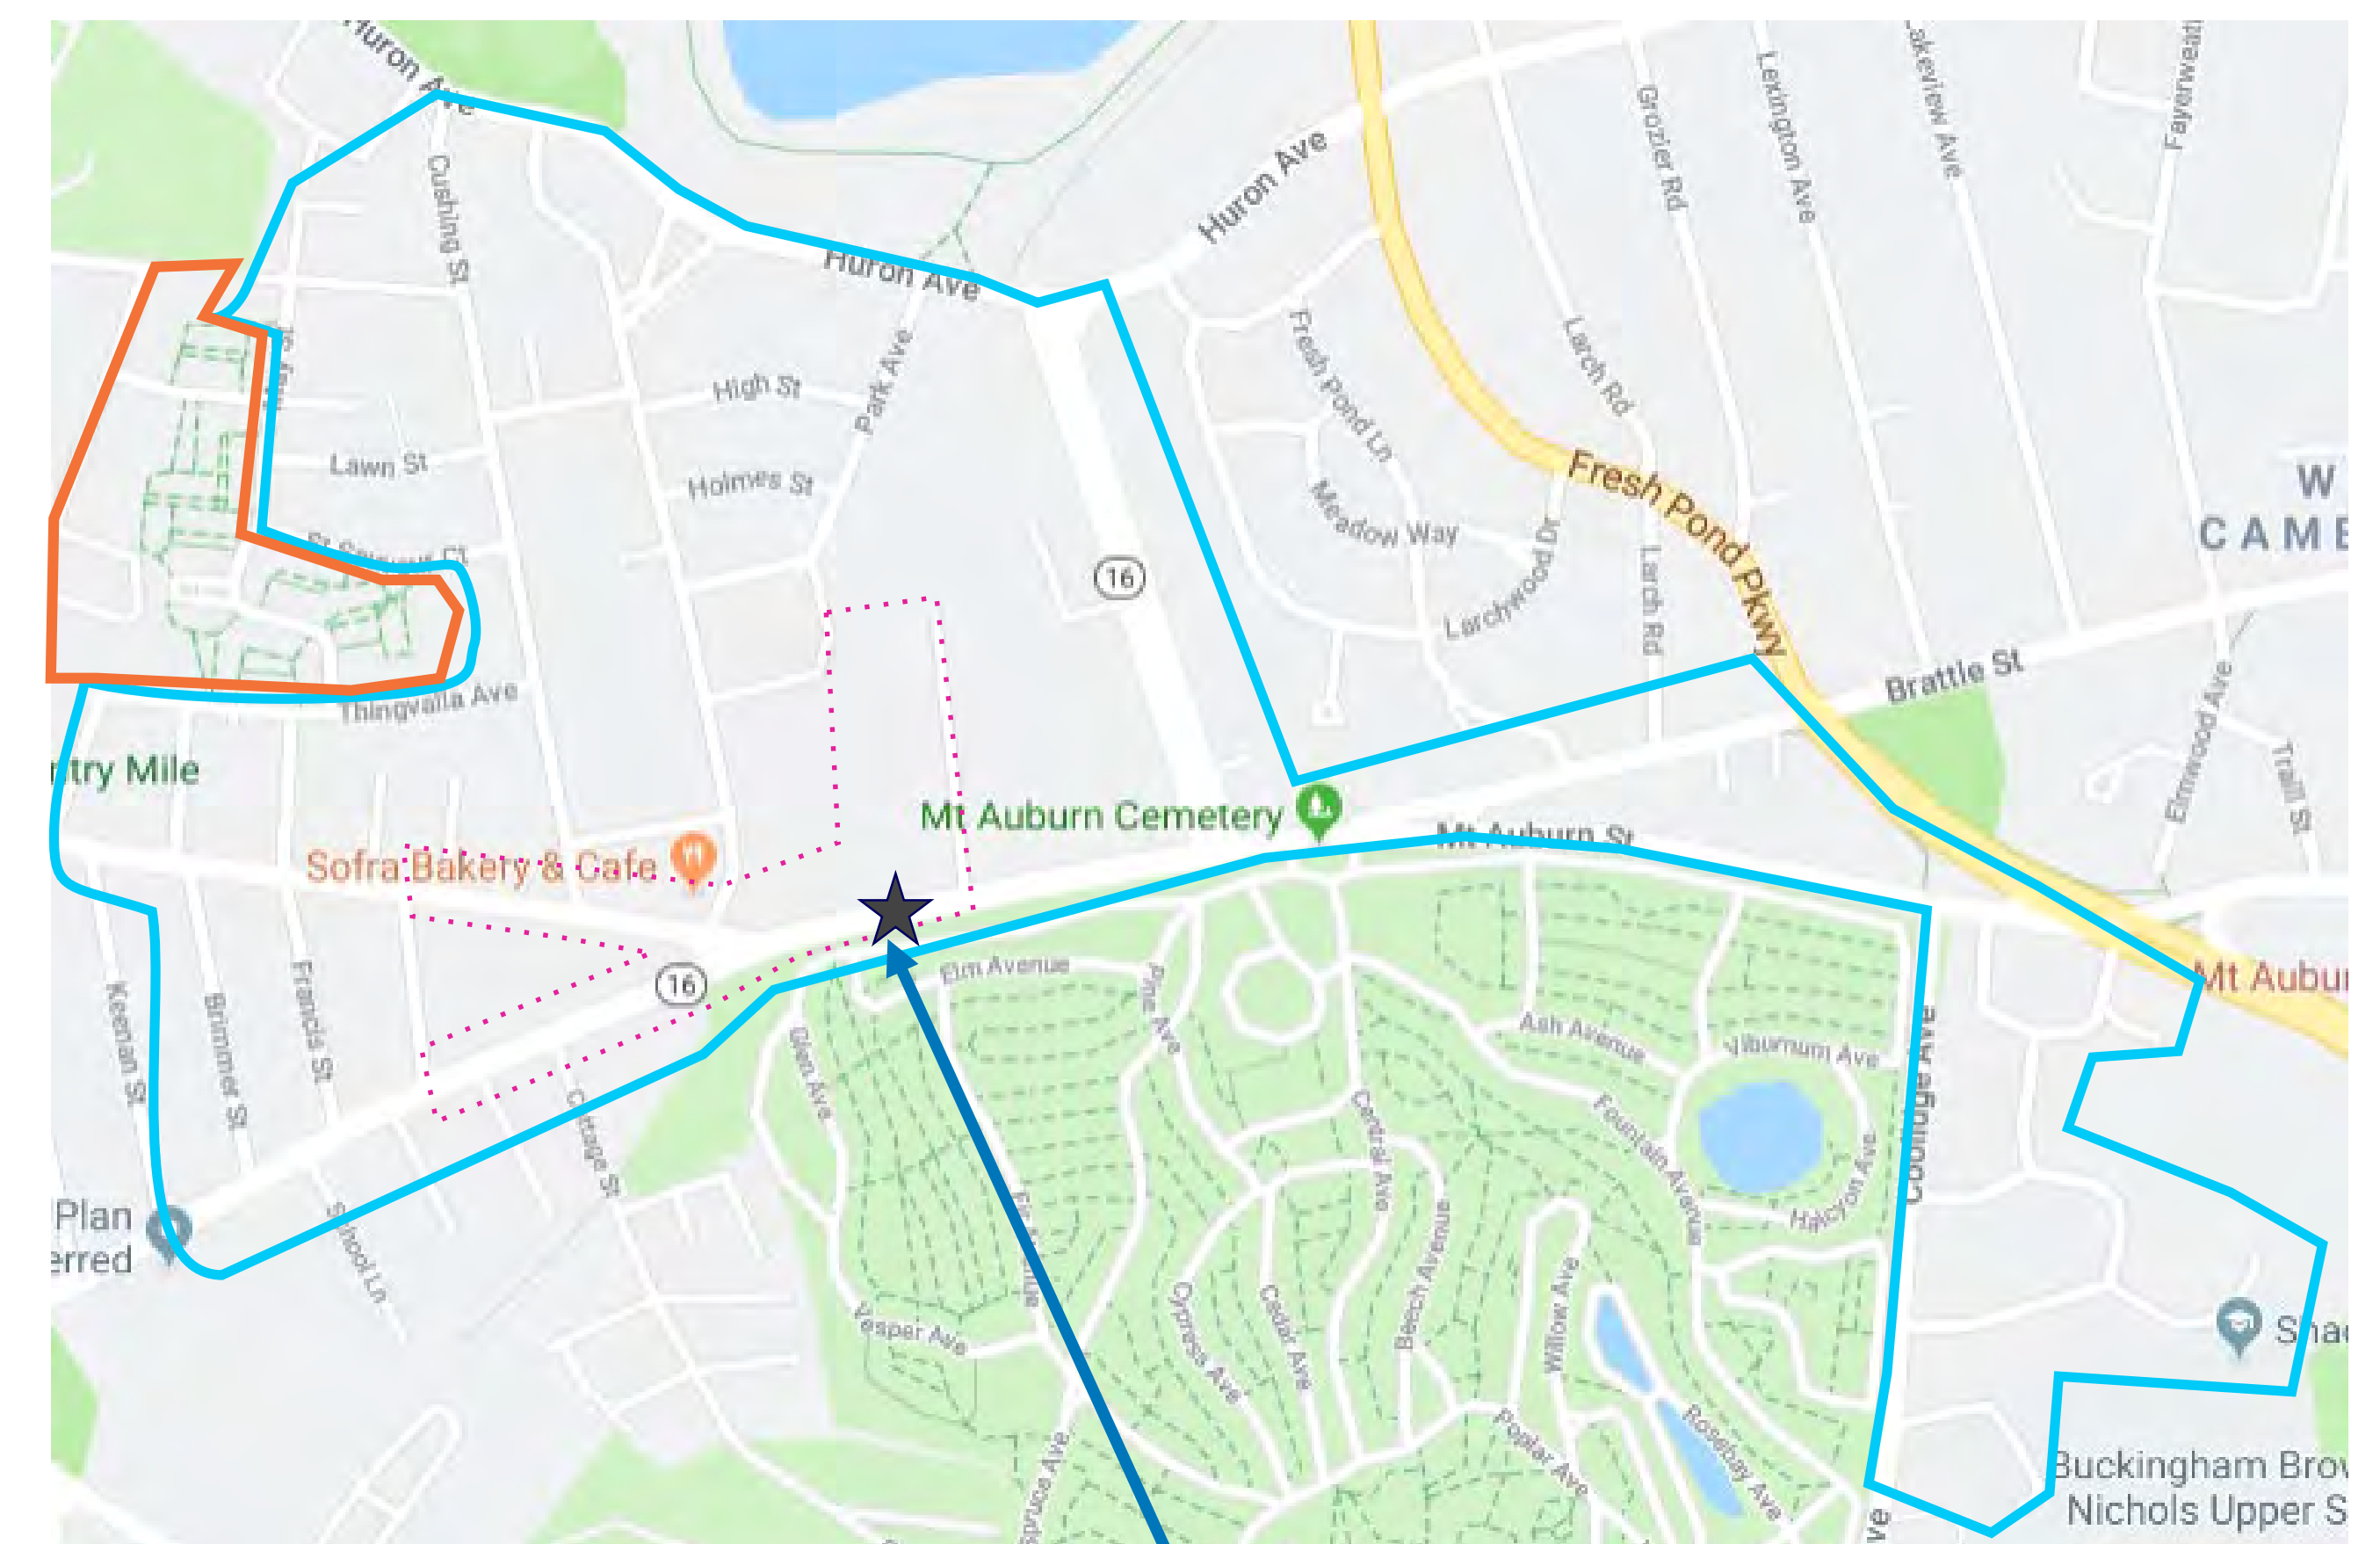 Huron Ave
Cushing St
Huron Ave
Huron Ave
Grozier Rd
Lexington Ave
Park Ave
High St
Lawn St
Holmes St
Fresh Pond Ln
Meadow Way
Larchwood Dr
Larch Rd
Larch Rd
Fresh Pond Pkwy
W
CAMB
16
Thingvalla Ave
Brattle St
Elmwood Ave
Traill St
ntry Mile
Sofra Bakery & Cafe
Mt Auburn Cemetery
Mt Auburn St
16
Mt Aubur
Keenan St
Brimmer St
Francis St
Cottage St
School Ln
Plan
erred
Glen Ave
Elm Avenue
Pine Ave
Ash Avenue
Viburnum Ave
Fountain Avenue
Halcyon Ave
Coolidge Ave
Central Ave
Beech Avenue
Cypress Ave
Cedar Ave
Willow Ave
Vesper Ave
Spruce Ave
Poplar Ave
Rosebay Ave
Buckingham Brow
Nichols Upper S